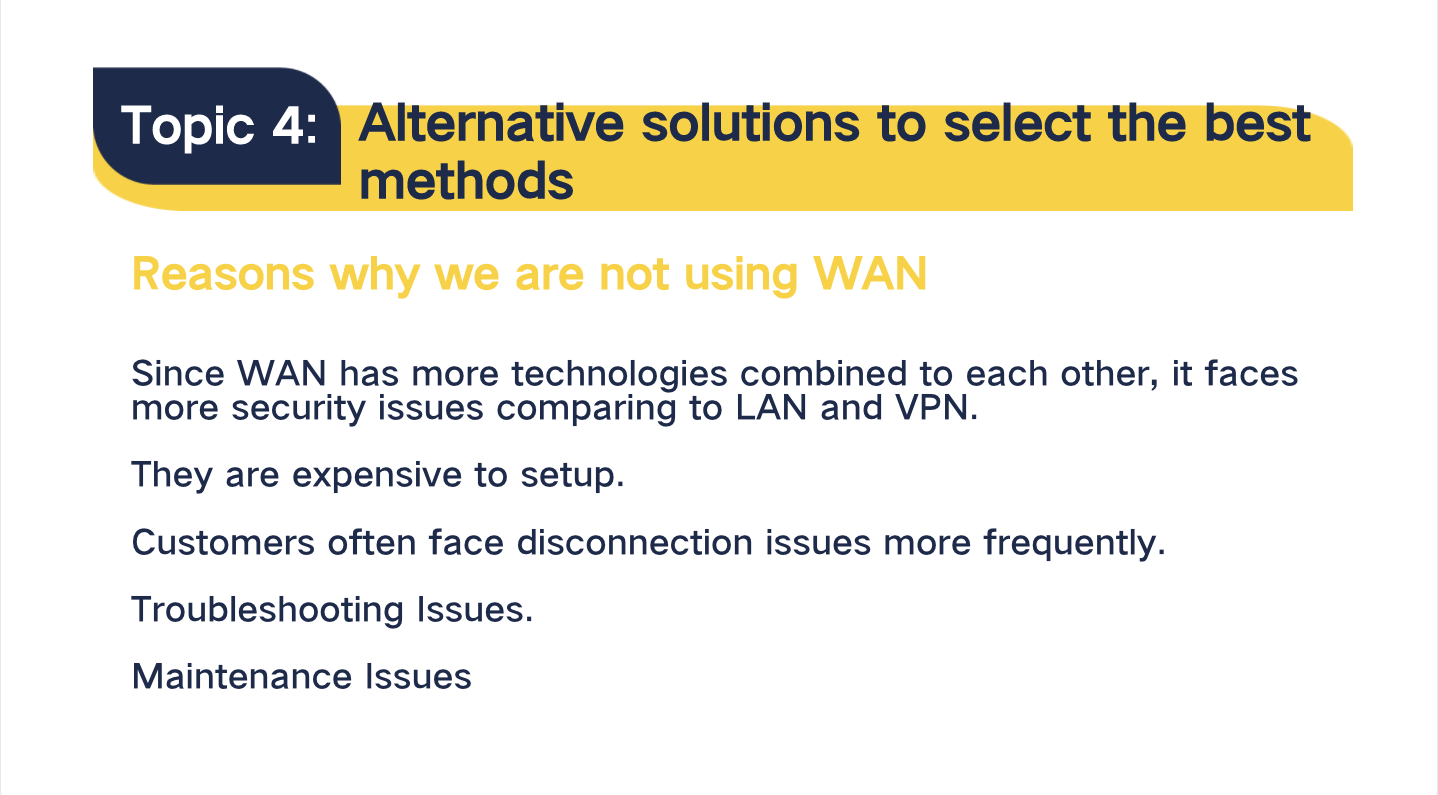 Topic 4:
Alternative solutions to select the best
methods
Reasons why we are not using WAN
Since WAN has more technologies combined to each other, it faces
more security issues comparing to LAN and VPN.
They are expensive to setup.
Customers often face disconnection issues more frequently.
Troubleshooting Issues.
Maintenance Issues